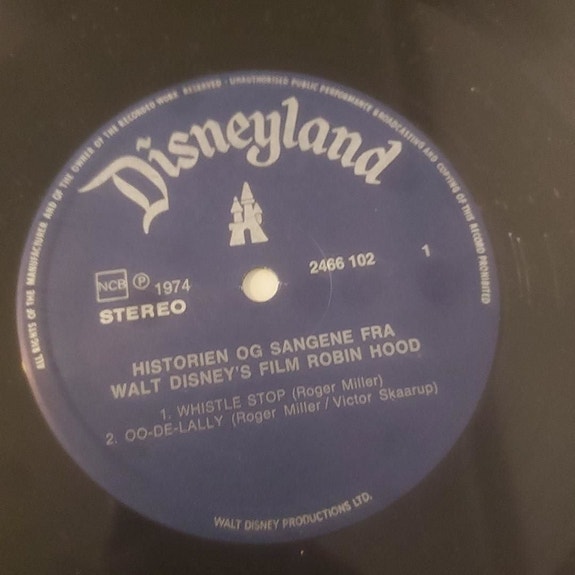 ALL RIGHTS OF THE MANUFACTURER AND OF THE OWNER OF THE RECORDED WORK RESERVED - UNAUTHORISED PUBLIC PERFORMANCE BROADCASTING AND COPYING OF THIS RECORD PROHIBITED
Disneyland
NCB ℗ 1974
STEREO
2466 102
1
HISTORIEN OG SANGENE FRA
WALT DISNEY'S FILM ROBIN HOOD
1. WHISTLE STOP (Roger Miller)
2. OO-DE-LALLY (Roger Miller / Victor Skaarup)
WALT DISNEY PRODUCTIONS LTD.